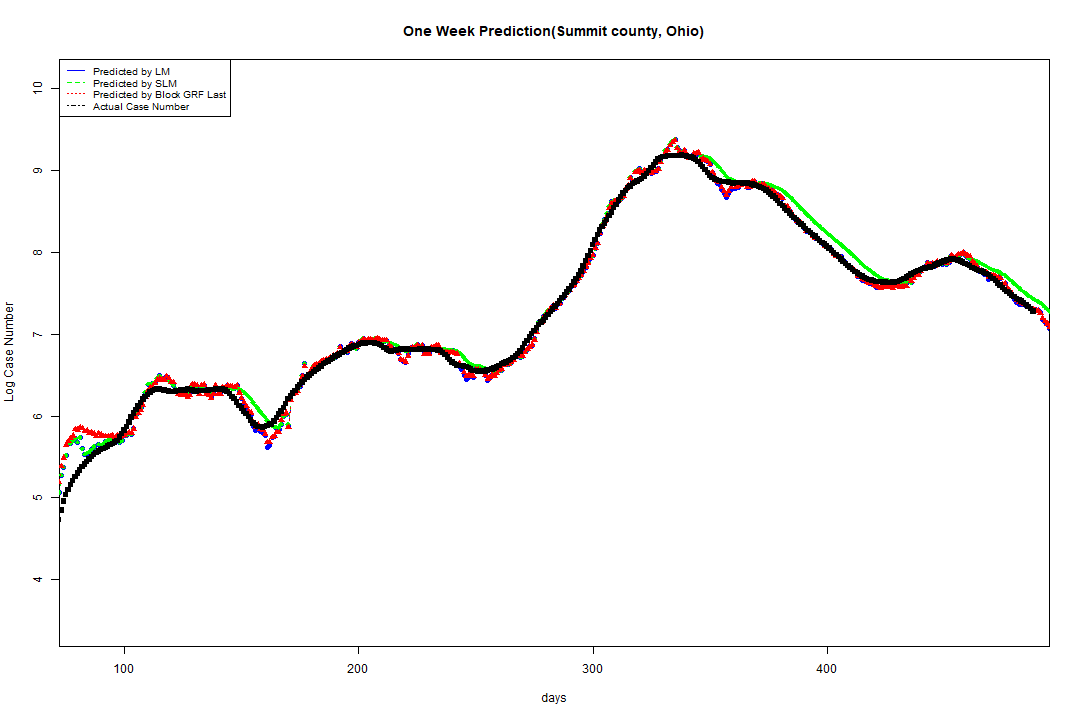 One Week Prediction(Summit county, Ohio)
Predicted by LM
Predicted by SLM
Predicted by Block GRF Last
Actual Case Number
10
9
8
7
6
5
4
Log Case Number
100 200 300 400
days